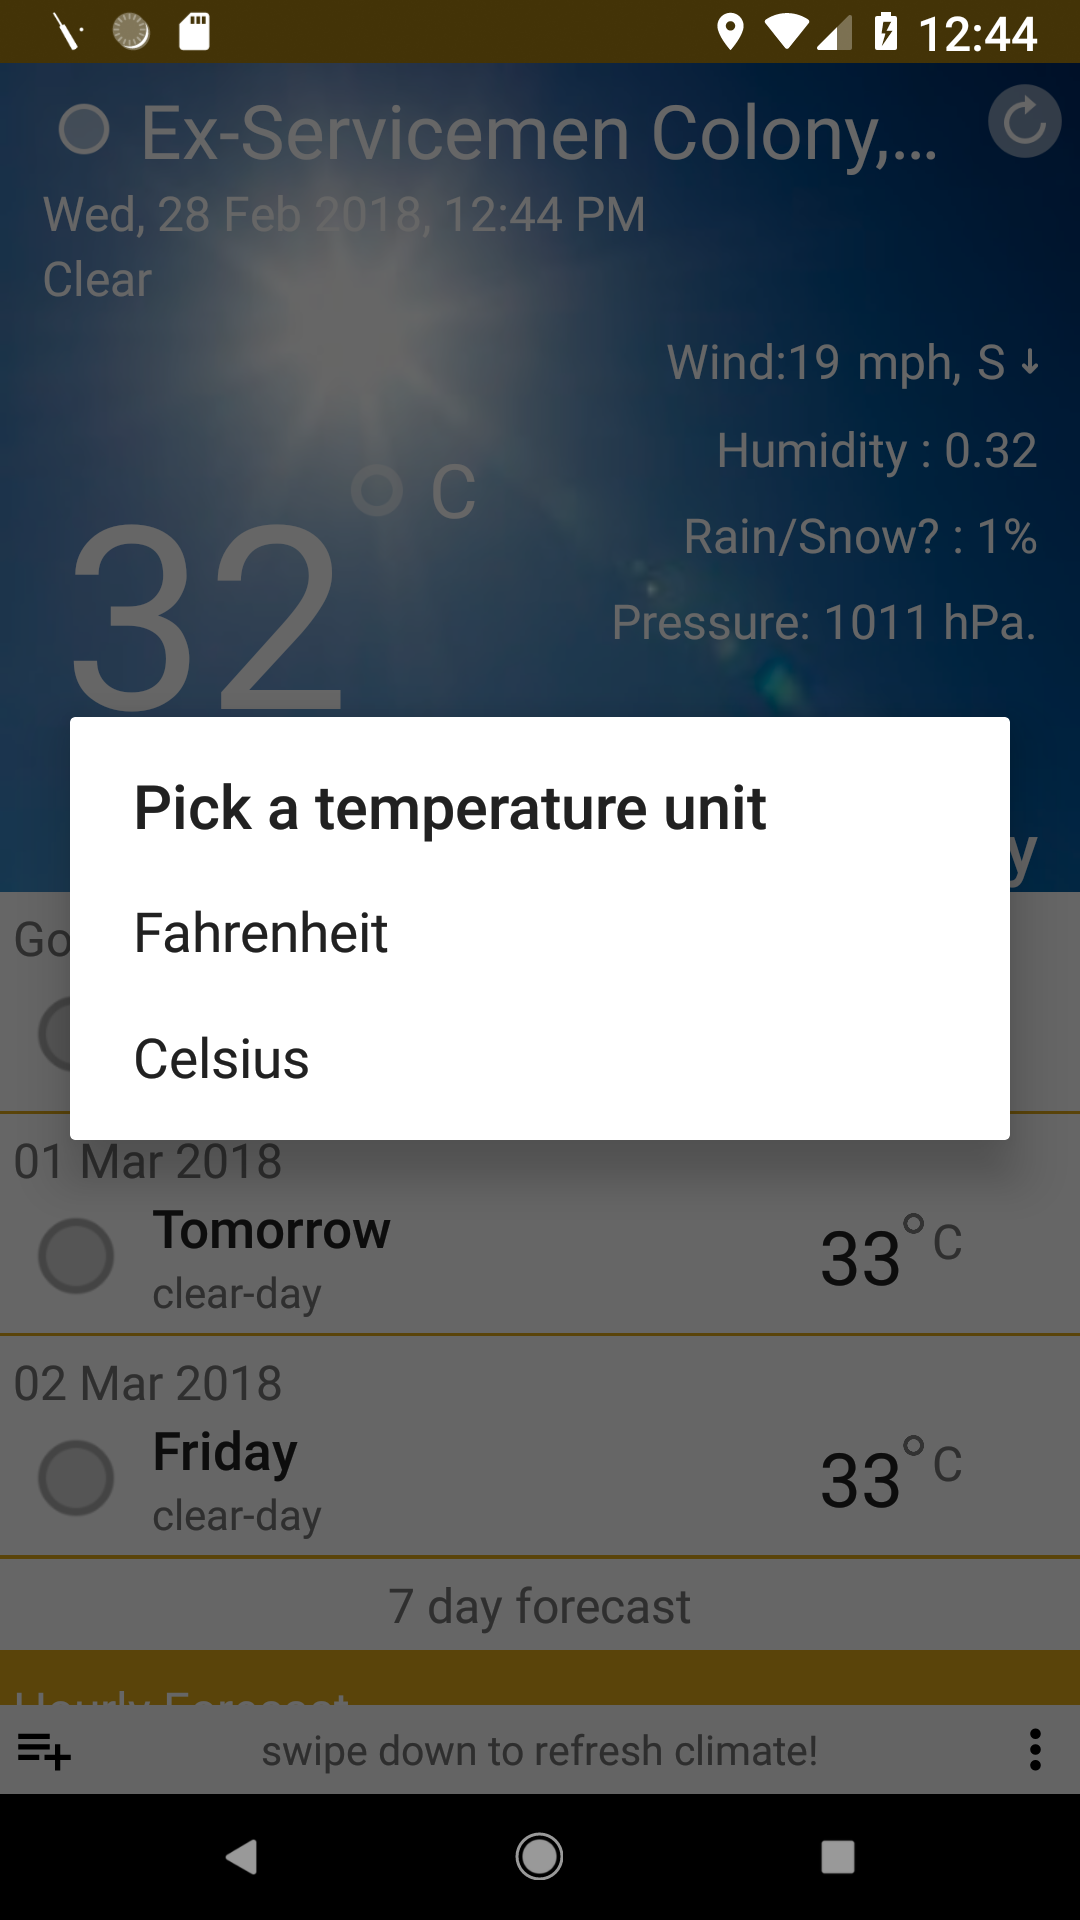 12:44
Ex-Servicemen Colony,...
Wed, 28 Feb 2018, 12:44 PM
Clear
Wind:19 mph, S
Humidity : 0.32
Rain/Snow? : 1%
Pressure: 1011 hPa.
32 C
Pick a temperature unit
Fahrenheit
Celsius
01 Mar 2018
Tomorrow
clear-day
33 C
02 Mar 2018
Friday
clear-day
33 C
7 day forecast
Hourly Forecast
swipe down to refresh climate!